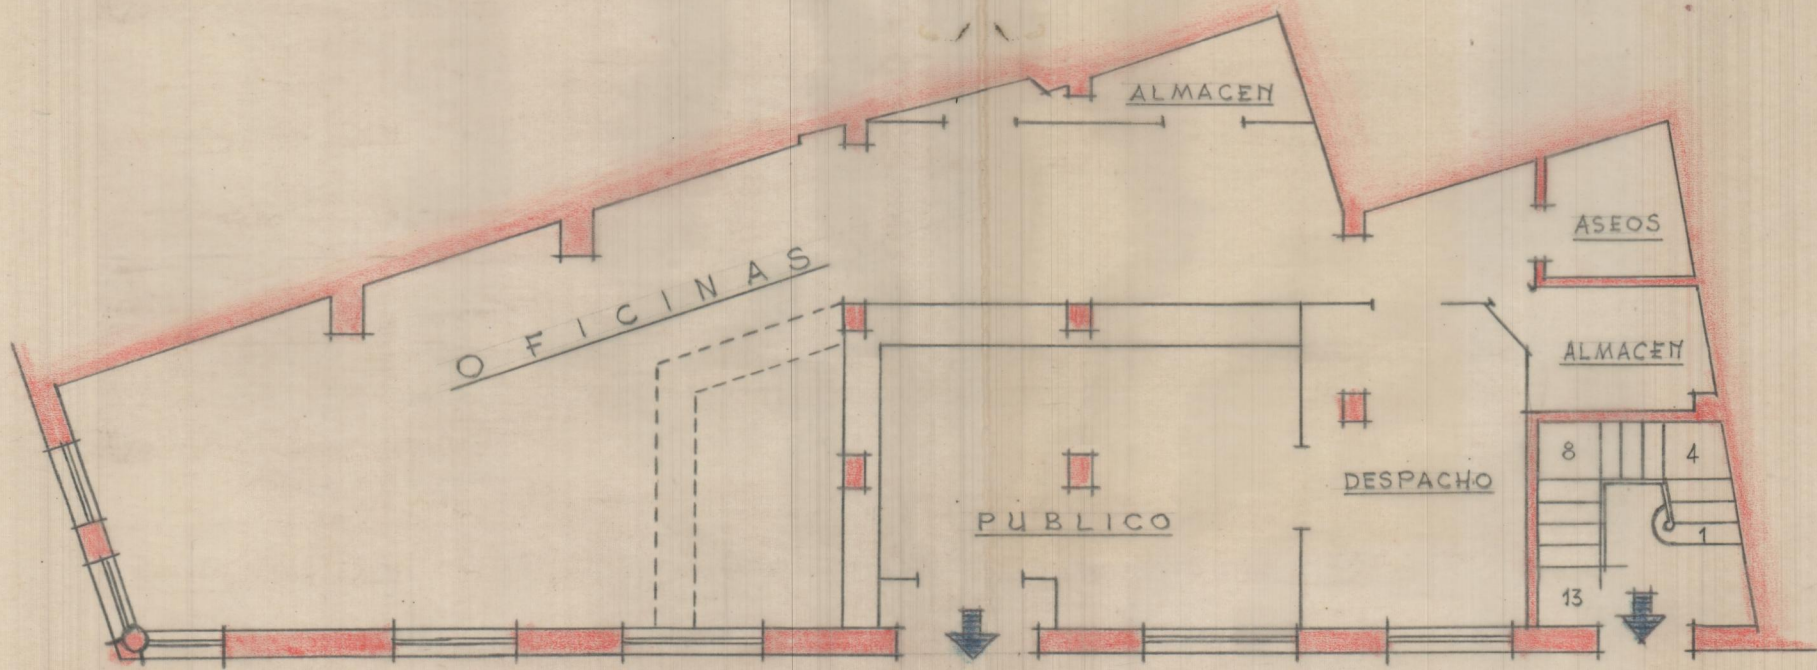 ALMACEN
ASEOS
OFICINAS
ALMACEN
8
4
DESPACHO
PUBLICO
1
13